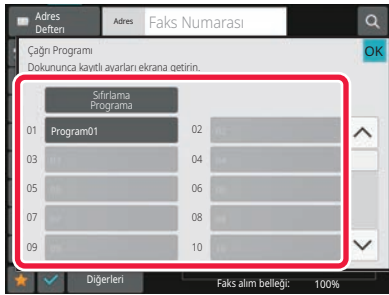 Adres
Defteri
Adres
Faks Numarası
Çağrı Programı
OK
Dokununca kayıtlı ayarları ekrana getirin.
Sıfırlama
Programa
01 Program01 02
03 04
05 06
07 08
09 10
Diğerleri
Faks alım belleği: 100%